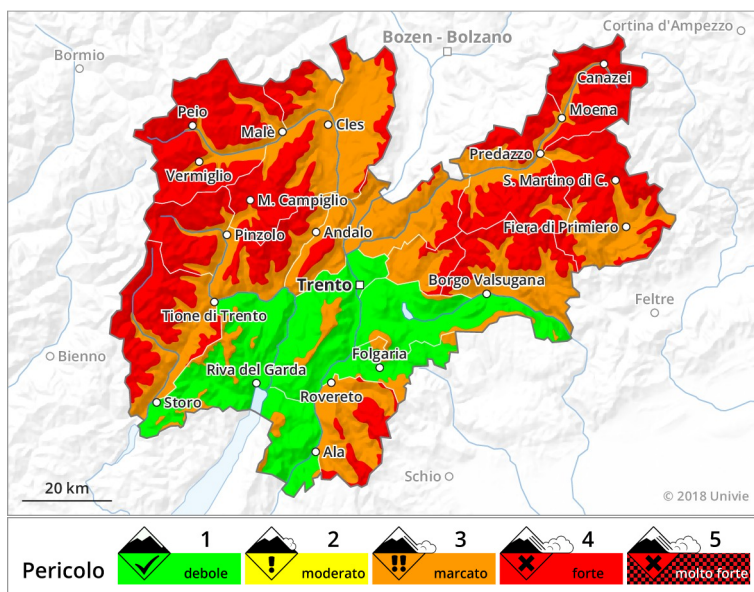 Cortina d'Ampezzo
Bozen - Bolzano
Bormio
Canazei
Peio
Moena
Malè
Cles
Predazzo
Vermiglio
S. Martino di C.
M. Campiglio
Pinzolo
Andalo
Fiera di Primiero
Trento
Borgo Valsugana
Tione di Trento
Feltre
Bienno
Folgaria
Riva del Garda
Rovereto
Storo
Ala
Schio
20 km
© 2018 Univie
1 2 3 4 5
Pericolo debole moderato marcato forte molto forte